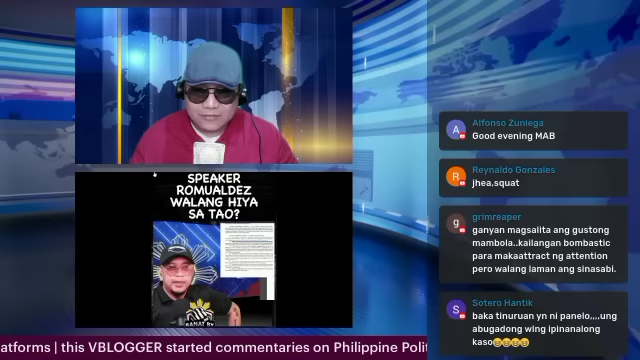 SPEAKER
ROMUALDEZ
WALANG HIYA
SA TAO?
BANAT BY
A
Alfonso Zuniega
Good evening MAB
R
Reynaldo Gonzales
jhea,squat
g
grimreaper
ganyan magsalita ang gustong
mambola..kailangan bombastic
para makaattract ng attention
pero walang laman ang sinasabi.
S
Sotero Hantik
baka tinuruan yn ni panelo,,,,ung
abugadong wing ipinanalong
kaso😆😆😆😆
atforms | this VBLOGGER started commentaries on Philippine Polit